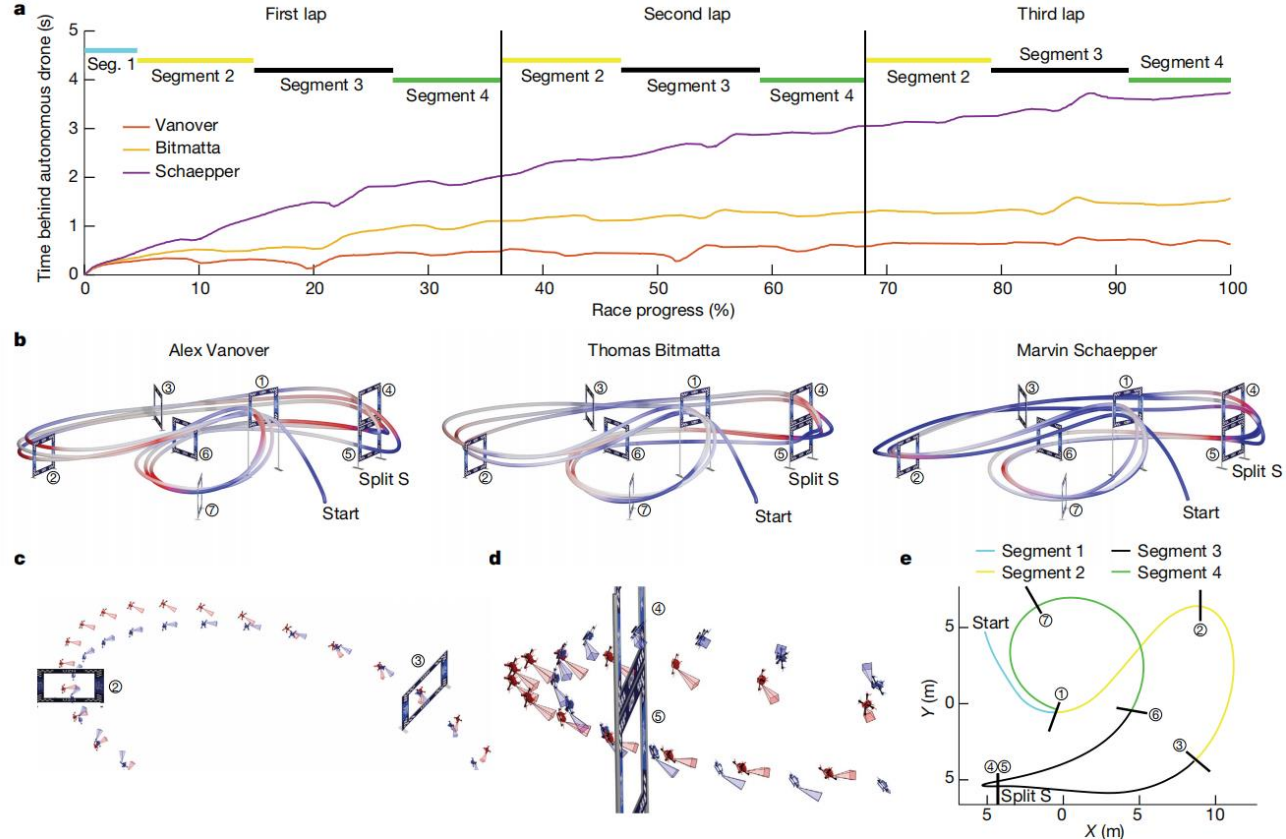 a
First lap
Second lap
Third lap
Time behind autonomous drone (s)
5
4
3
2
1
0
Seg. 1
Segment 2
Segment 3
Segment 4
Segment 2
Segment 3
Segment 4
Segment 2
Segment 3
Segment 4
Vanover
Bitmatta
Schaepper
0
10
20
30
40
50
60
70
80
90
100
Race progress (%)
b
Alex Vanover
Thomas Bitmatta
Marvin Schaepper
③
①
④
②
⑥
⑤
Split S
⑦
Start
③
①
④
②
⑥
⑤
Split S
⑦
Start
③
①
④
②
⑥
⑤
Split S
⑦
Start
c
②
③
d
④
⑤
e
Segment 1
Segment 3
Segment 2
Segment 4
Start
⑦
②
①
⑥
③
④⑤
Split S
Y (m)
5
0
5
5
0
5
10
X (m)